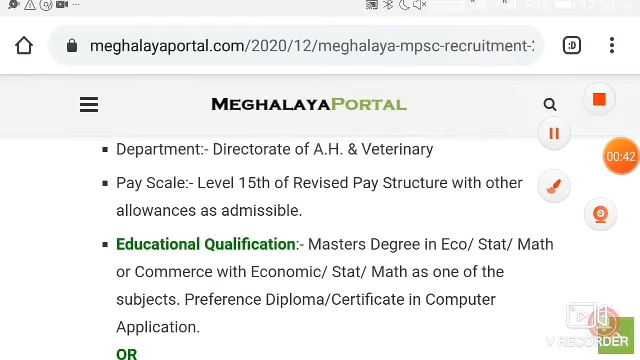 meghalayaportal.com/2020/12/meghalaya-mpsc-recruitment-
:D
MEGHALAYAPORTAL
Department:- Directorate of A.H. & Veterinary
00:42
Pay Scale:- Level 15th of Revised Pay Structure with other
allowances as admissible.
Educational Qualification:- Masters Degree in Eco/ Stat/ Math
or Commerce with Economic/ Stat/ Math as one of the
subjects. Preference Diploma/Certificate in Computer
Application.
OR
V RECORDER